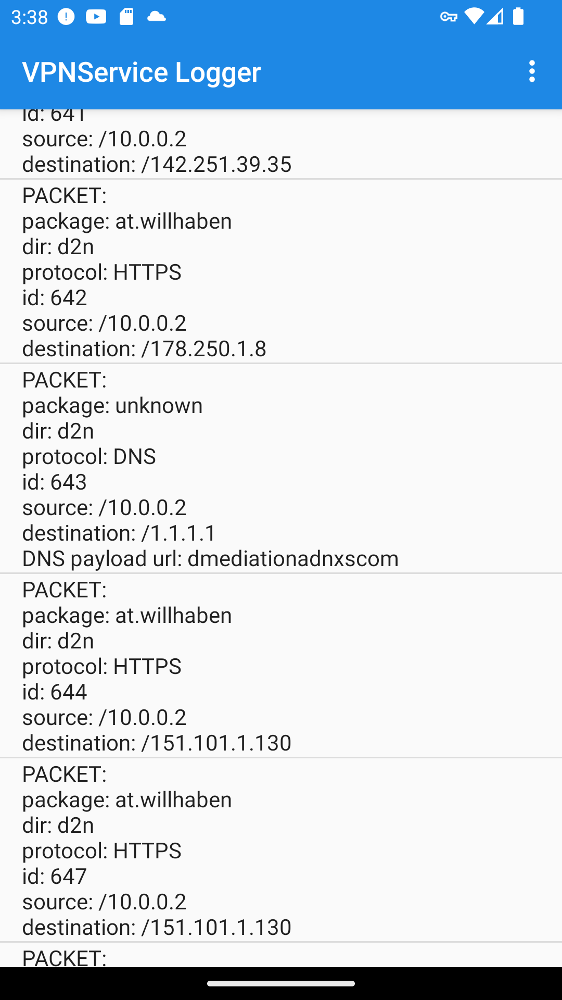 3:38
VPNService Logger
id: 641
source: /10.0.0.2
destination: /142.251.39.35
PACKET:
package: at.willhaben
dir: d2n
protocol: HTTPS
id: 642
source: /10.0.0.2
destination: /178.250.1.8
PACKET:
package: unknown
dir: d2n
protocol: DNS
id: 643
source: /10.0.0.2
destination: /1.1.1.1
DNS payload url: dmediationadnxscom
PACKET:
package: at.willhaben
dir: d2n
protocol: HTTPS
id: 644
source: /10.0.0.2
destination: /151.101.1.130
PACKET:
package: at.willhaben
dir: d2n
protocol: HTTPS
id: 647
source: /10.0.0.2
destination: /151.101.1.130
PACKET: